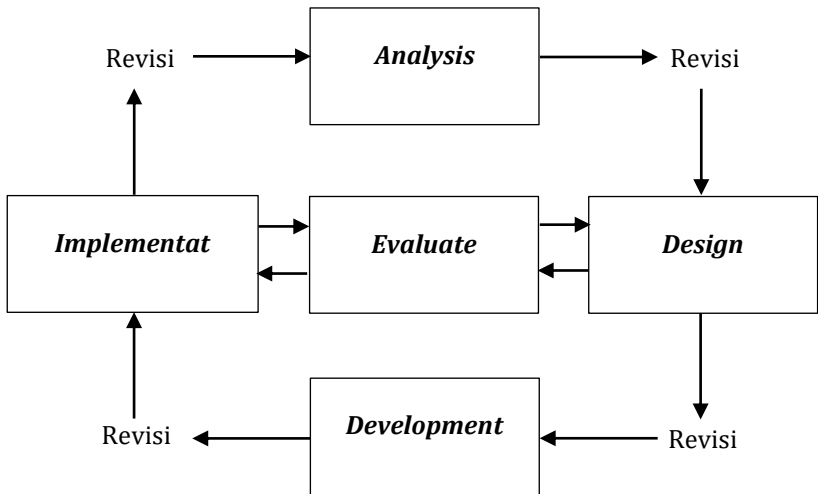 Revisi
Analysis
Revisi
Implementat
Evaluate
Design
Revisi
Development
Revisi